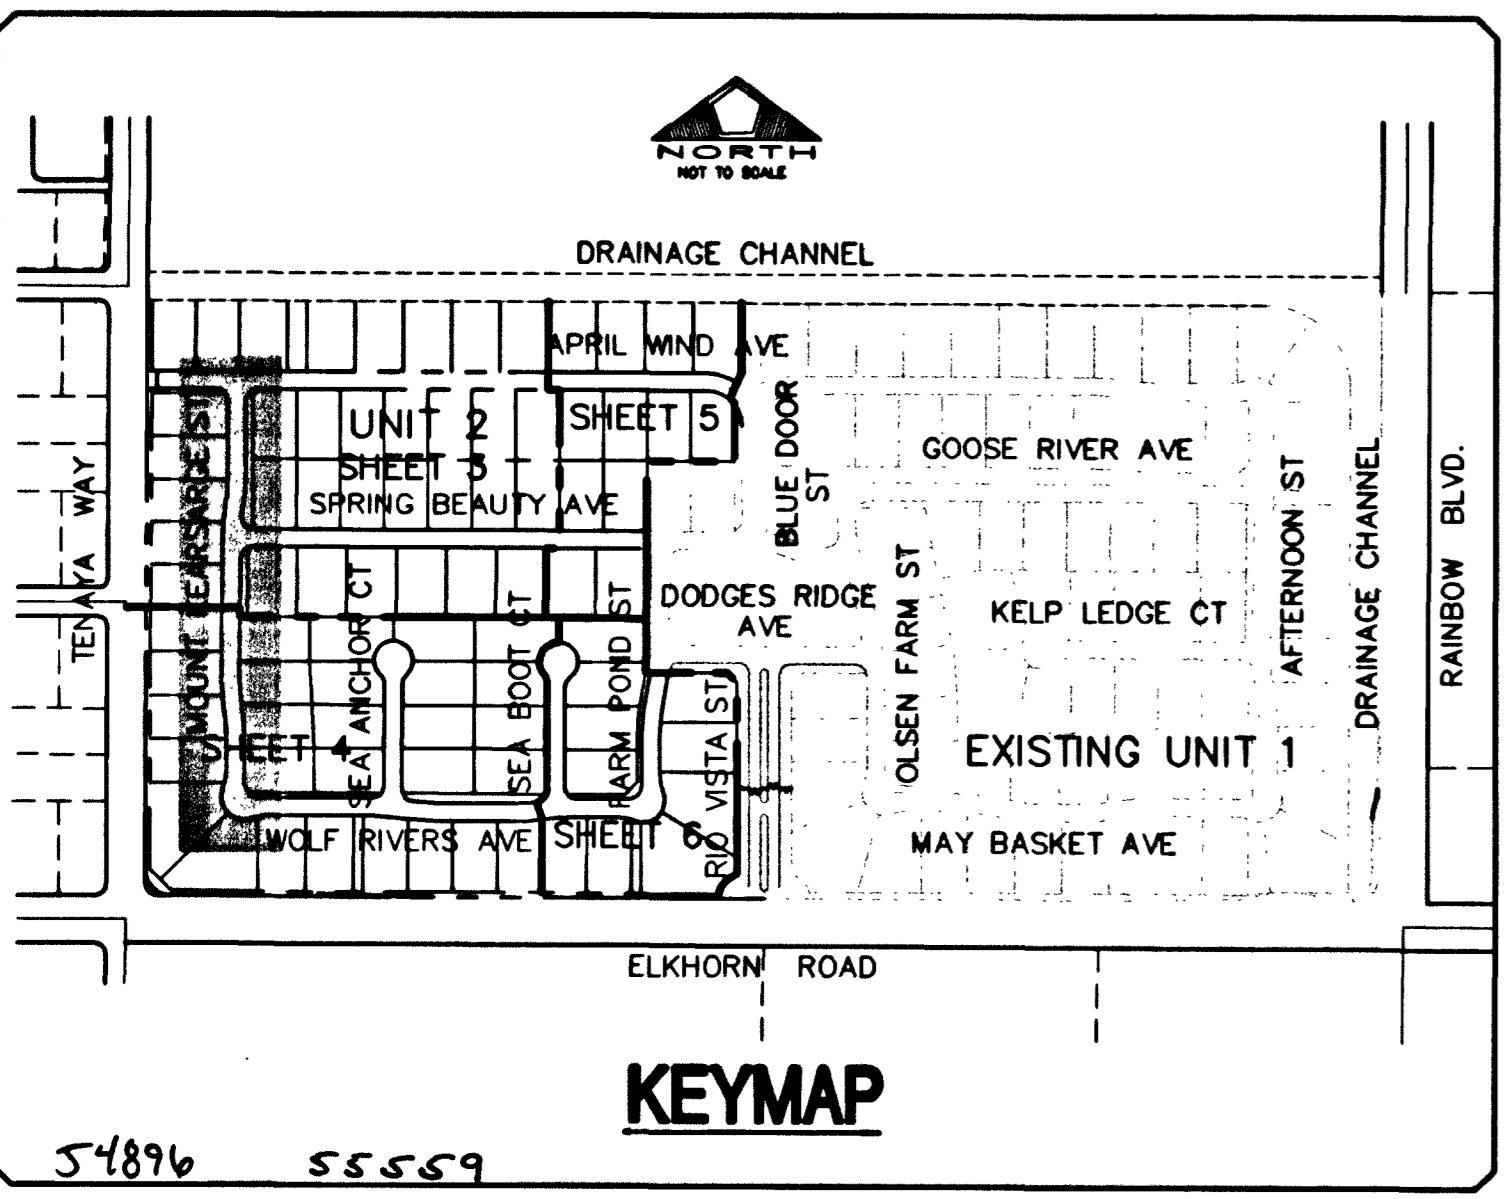 NORTH
NOT TO SCALE
DRAINAGE CHANNEL
APRIL WIND AVE
UNIT 2
SHEET 3
SHEET 5
SPRING BEAUTY AVE
BLUE DOOR
ST
GOOSE RIVER AVE
TENAYA WAY
MOUNT KEARSARGE ST
SEA ANCHOR CT
SEA BOOT CT
FARM POND ST
DODGES RIDGE
AVE
OLSEN FARM ST
KELP LEDGE CT
AFTERNOON ST
DRAINAGE CHANNEL
RAINBOW BLVD.
SHEET 4
RIO VISTA ST
EXISTING UNIT 1
WOLF RIVERS AVE
SHEET 6
MAY BASKET AVE
ELKHORN ROAD
KEYMAP
54896 55559